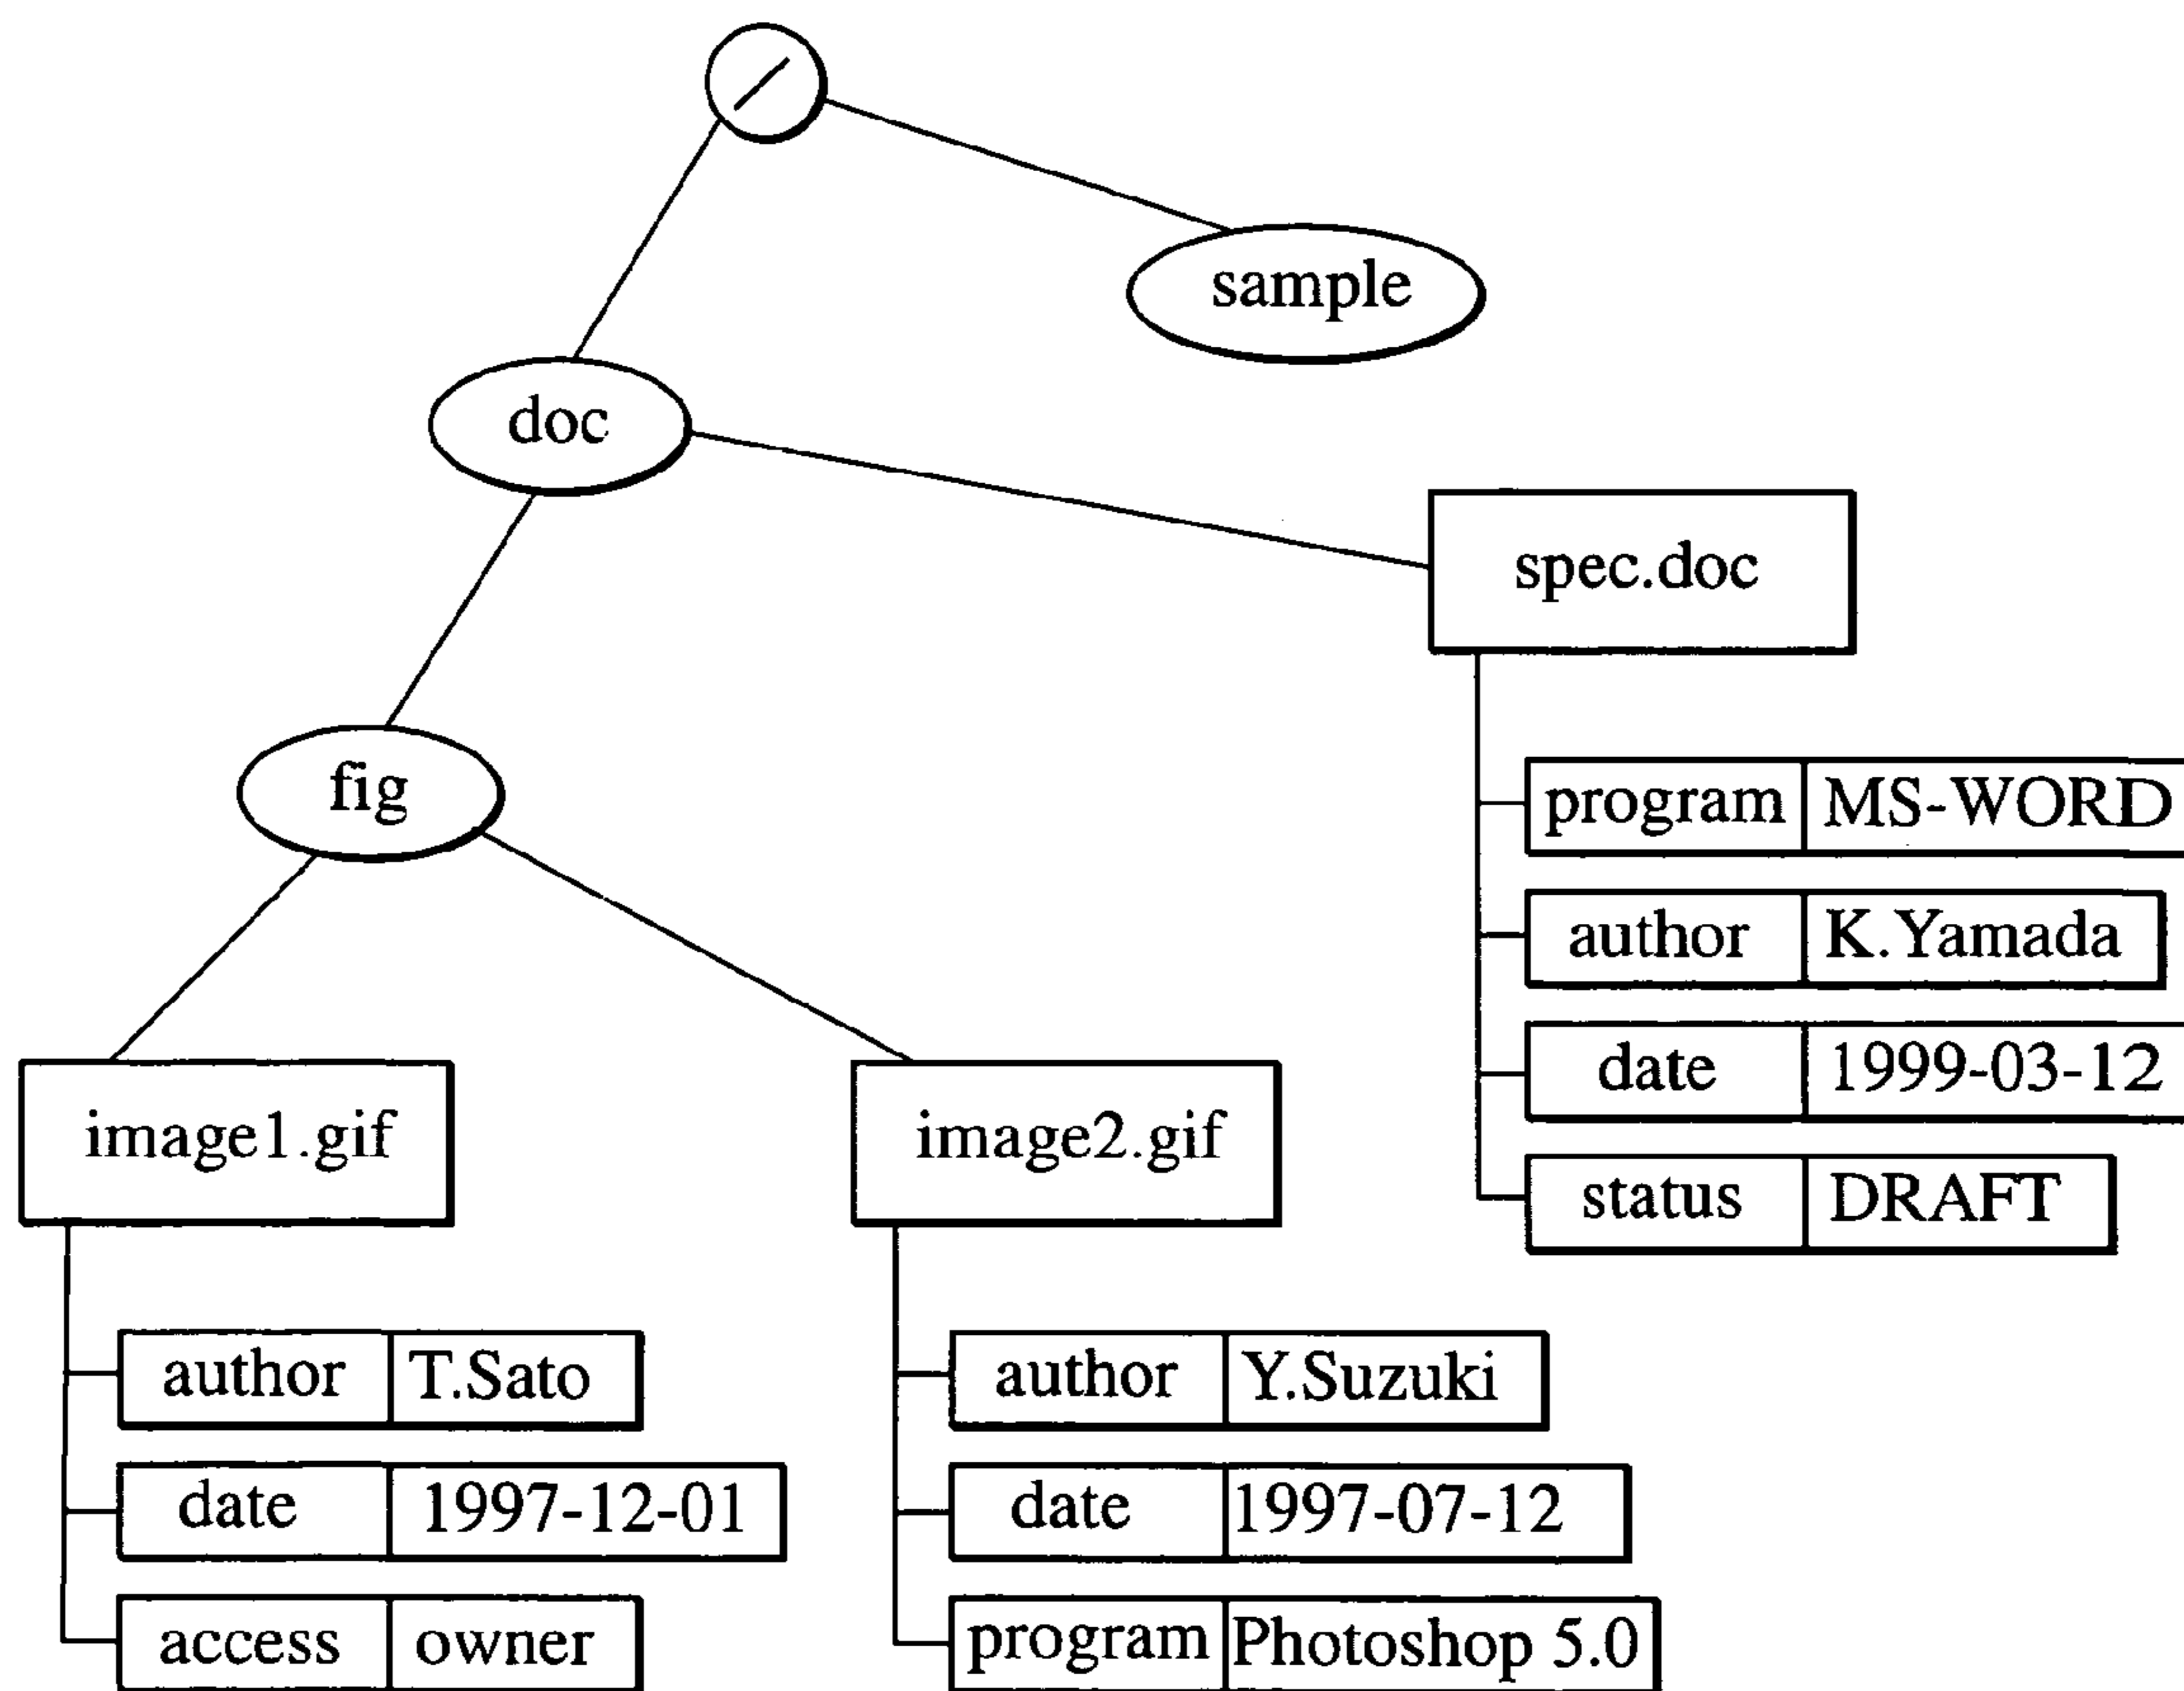 /
sample
doc
spec.doc
fig
program MS-WORD
author K.Yamada
date 1999-03-12
status DRAFT
image1.gif
image2.gif
author T.Sato
date 1997-12-01
access owner
author Y.Suzuki
date 1997-07-12
program Photoshop 5.0